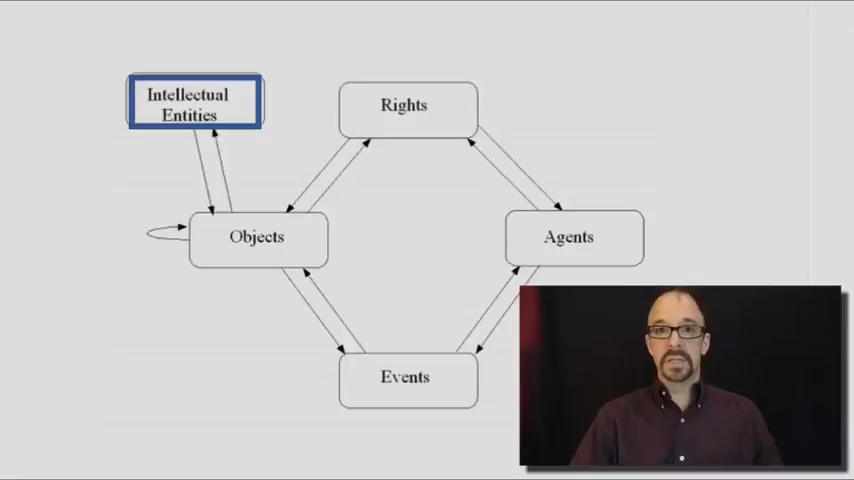 Intellectual
Entities
Rights
Objects
Agents
Events